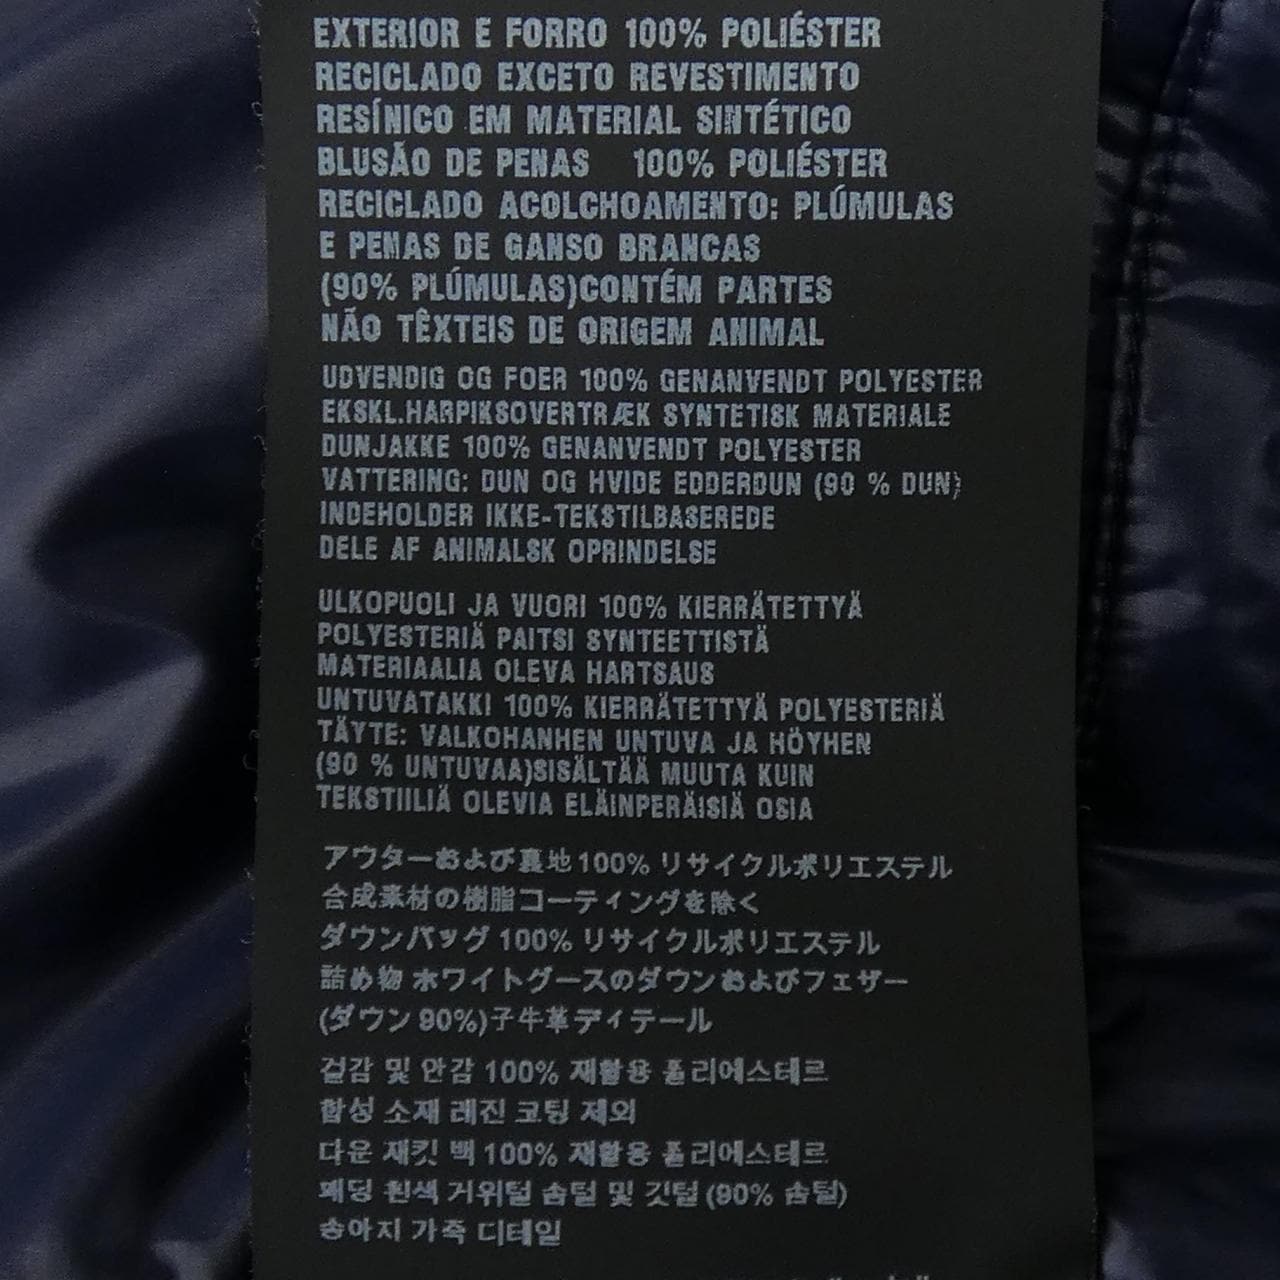 EXTERIOR E FORRO 100% POLIÉSTER
RECICLADO EXCETO REVESTIMENTO
RESÍNICO EM MATERIAL SINTÉTICO
BLUSÃO DE PENAS 100% POLIÉSTER
RECICLADO ACOLCHOAMENTO: PLÚMULAS
E PENAS DE GANSO BRANCAS
(90% PLÚMULAS)CONTÉM PARTES
NÃO TÊXTEIS DE ORIGEM ANIMAL
UDVENDIG OG FOER 100% GENANVENDT POLYESTER
EKSKL.HARPIKSOVERTRÆK SYNTETISK MATERIALE
DUNJAKKE 100% GENANVENDT POLYESTER
VATTERING: DUN OG HVIDE EDDERDUN (90 % DUN)
INDEHOLDER IKKE-TEKSTILBASEREDE
DELE AF ANIMALSK OPRINDELSE
ULKOPUOLI JA VUORI 100% KIERRÄTETTYÄ
POLYESTERIÄ PAITSI SYNTEETTISTÄ
MATERIAALIA OLEVA HARTSAUS
UNTUVATAKKI 100% KIERRÄTETTYÄ POLYESTERIÄ
TÄYTE: VALKOHANHEN UNTUVA JA HÖYHEN
(90 % UNTUVAA)SISÄLTÄÄ MUUTA KUIN
TEKSTIILIÄ OLEVIA ELÄINPERÄISIÄ OSIA
アウターおよび裏地100% リサイクルポリエステル
合成素材の樹脂コーティングを除く
ダウンバッグ 100% リサイクルポリエステル
詰め物 ホワイトグースのダウンおよびフェザー
(ダウン 90%)子牛革ディテール
겉감 및 안감 100% 재활용 폴리에스테르
합성 소재 레진 코팅 제외
다운 재킷 백 100% 재활용 폴리에스테르
패딩 흰색 거위털 솜털 및 깃털 (90% 솜털)
송아지 가죽 디테일